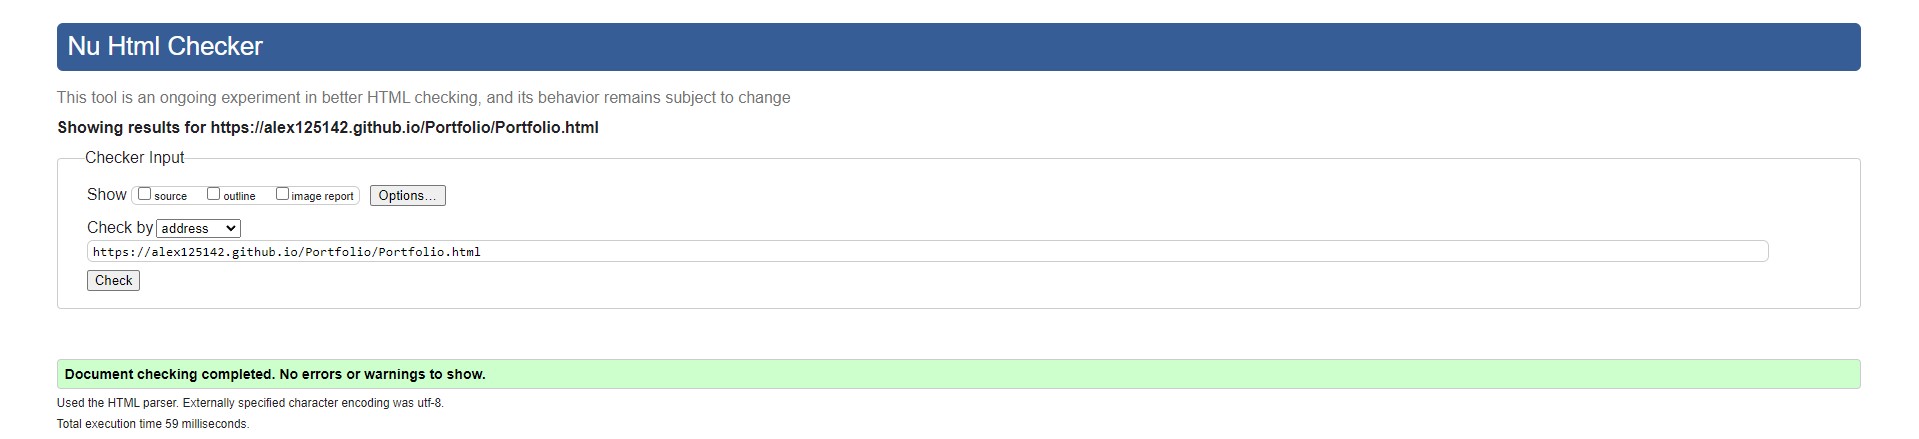 Nu Html Checker
This tool is an ongoing experiment in better HTML checking, and its behavior remains subject to change
Showing results for https://alex125142.github.io/Portfolio/Portfolio.html
Checker Input
Show source outline image report Options...
Check by address
https://alex125142.github.io/Portfolio/Portfolio.html
Check
Document checking completed. No errors or warnings to show.
Used the HTML parser. Externally specified character encoding was utf-8.
Total execution time 59 milliseconds.